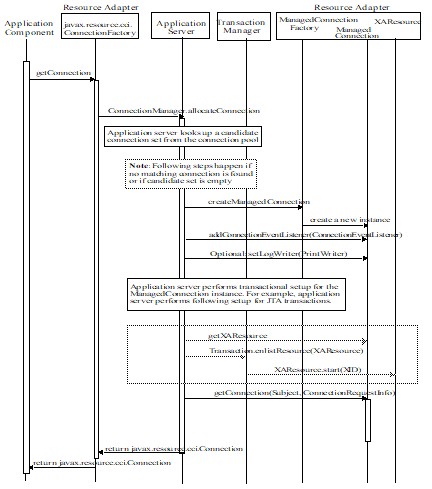 Resource Adapter
Resource Adapter
Application
Component
javax.resource.cci.
ConnectionFactory
Application
Server
Transaction
Manager
ManagedConnection
Factory
Managed
Connection
XAResource
getConnection
ConnectionManager.allocateConnection
Application server looks up a candidate
connection set from the connection pool
Note: Following steps happen if
no matching connection is found
or if candidate set is empty
createManagedConnection
create a new instance
addConnectionEventListener(ConnectionEventListener)
Optional: setLogWriter(PrintWriter)
Application server performs transactional setup for the
ManagedConnection instance. For example, application
server performs following setup for JTA transactions.
getXAResource
Transaction.enlistResource(XAResource)
XAResource.start(XID)
getConnection(Subject, ConnectionRequestInfo)
return javax.resource.cci.Connection
return javax.resource.cci.Connection